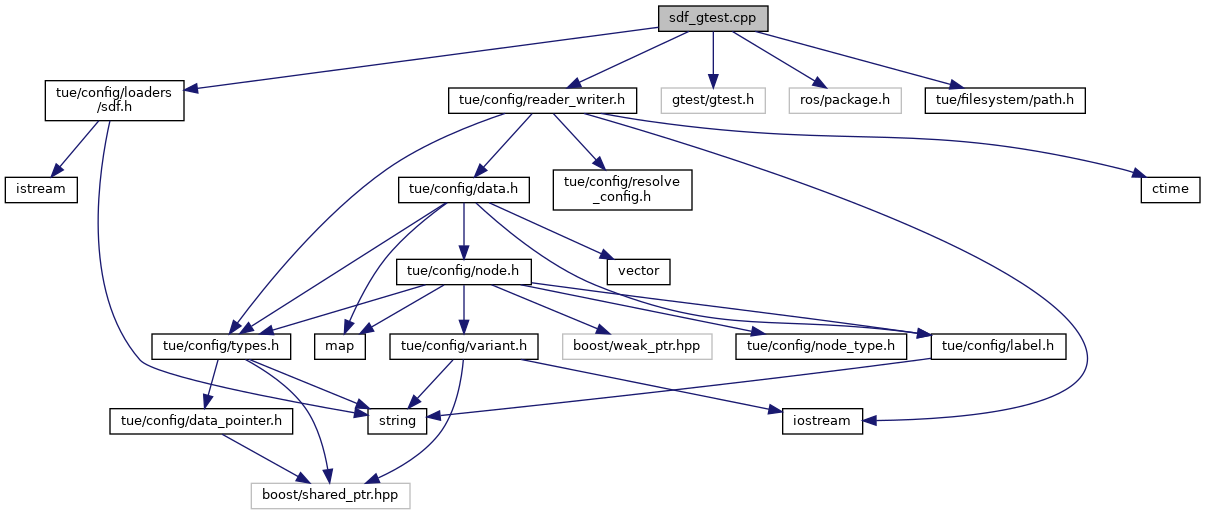 sdf_gtest.cpp
tue/config/loaders
/sdf.h
tue/config/reader_writer.h
gtest/gtest.h
ros/package.h
tue/filesystem/path.h
istream
tue/config/data.h
tue/config/resolve
_config.h
ctime
tue/config/node.h
vector
tue/config/types.h
map
tue/config/variant.h
boost/weak_ptr.hpp
tue/config/node_type.h
tue/config/label.h
tue/config/data_pointer.h
string
iostream
boost/shared_ptr.hpp